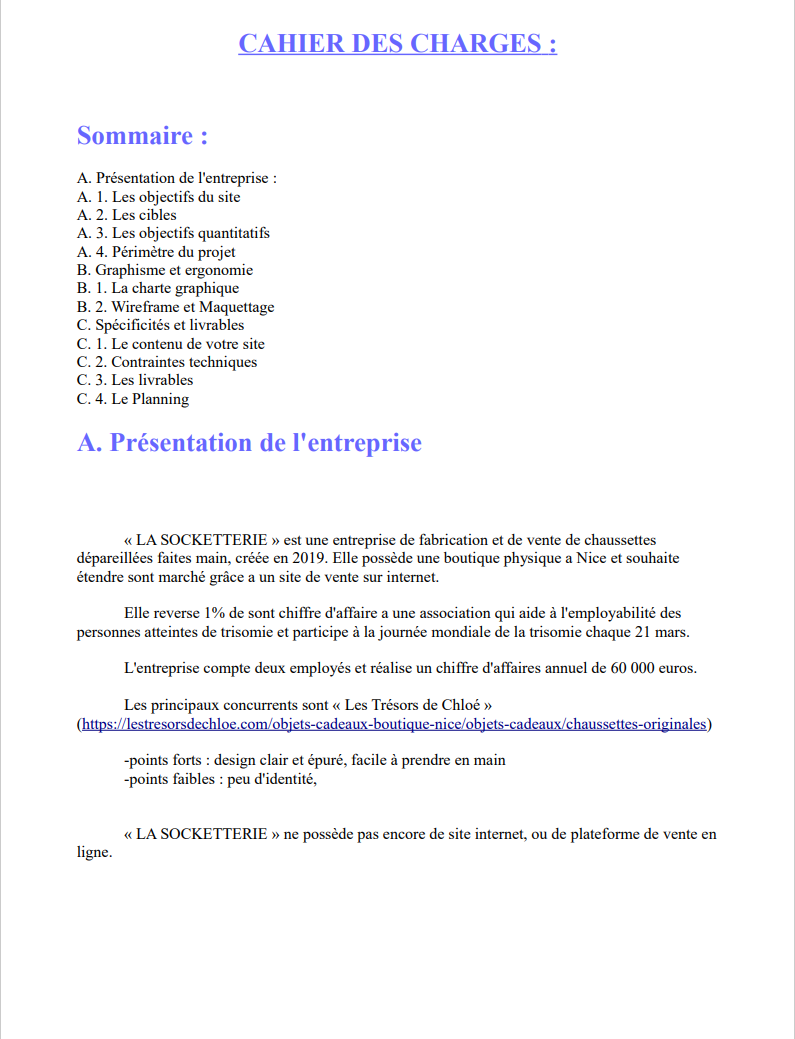 CAHIER DES CHARGES :
Sommaire :
A. Présentation de l'entreprise :
A. 1. Les objectifs du site
A. 2. Les cibles
A. 3. Les objectifs quantitatifs
A. 4. Périmètre du projet
B. Graphisme et ergonomie
B. 1. La charte graphique
B. 2. Wireframe et Maquettage
C. Spécificités et livrables
C. 1. Le contenu de votre site
C. 2. Contraintes techniques
C. 3. Les livrables
C. 4. Le Planning
A. Présentation de l'entreprise
« LA SOCKETTERIE » est une entreprise de fabrication et de vente de chaussettes
dépareillées faites main, créée en 2019. Elle possède une boutique physique a Nice et souhaite
étendre sont marché grâce a un site de vente sur internet.
Elle reverse 1% de sont chiffre d'affaire a une association qui aide à l'employabilité des
personnes atteintes de trisomie et participe à la journée mondiale de la trisomie chaque 21 mars.
L'entreprise compte deux employés et réalise un chiffre d'affaires annuel de 60 000 euros.
Les principaux concurrents sont « Les Trésors de Chloé »
(https://lestresorsdechloe.com/objets-cadeaux-boutique-nice/objets-cadeaux/chaussettes-originales)
-points forts : design clair et épuré, facile à prendre en main
-points faibles : peu d'identité,
« LA SOCKETTERIE » ne possède pas encore de site internet, ou de plateforme de vente en
ligne.